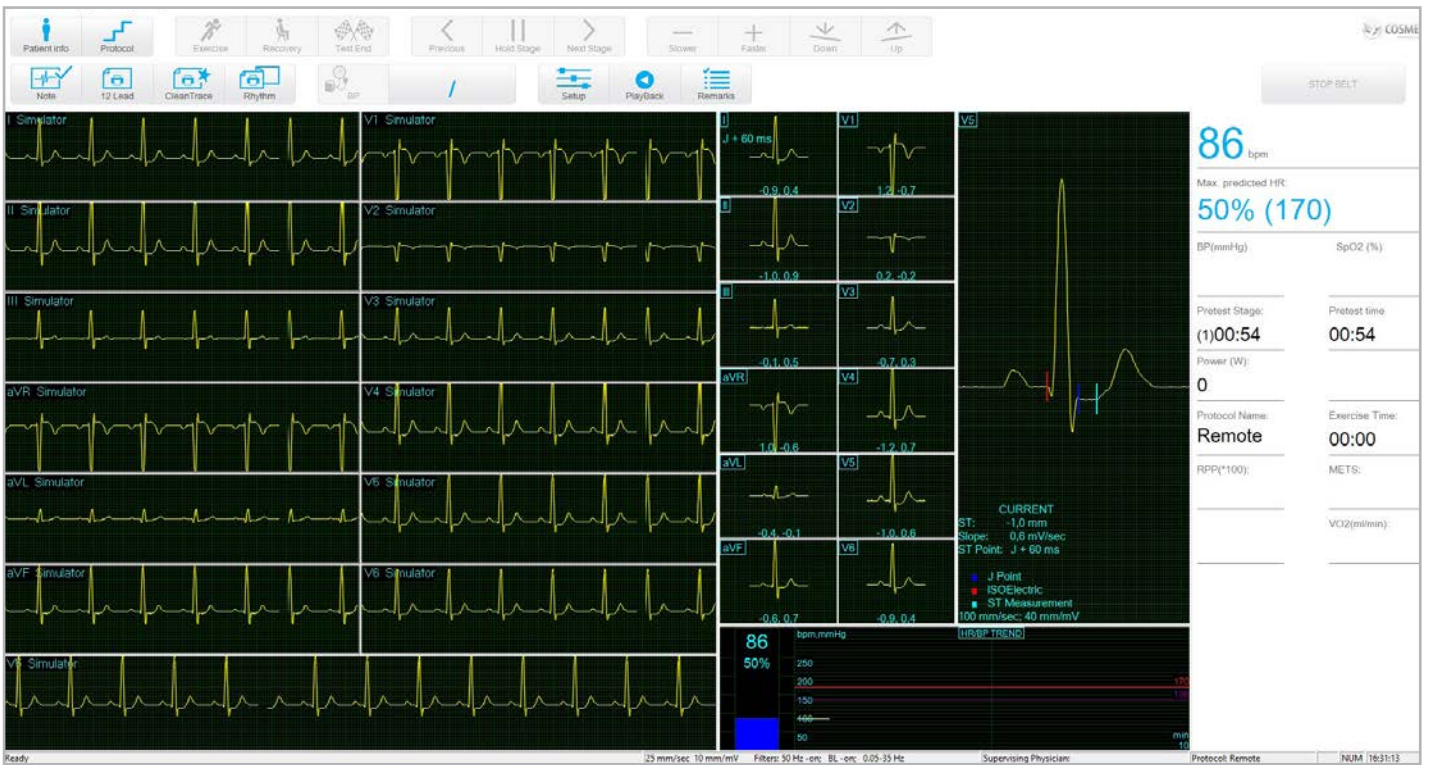 Patient info Protocol Exercise Recovery Test End Previous Hold Stage Next Stage Slower Faster Down Up
COSME
Note 12 Lead CleanTrace Rhythm BP / Setup PlayBack Remarks
STOP BELT
I Simulator
V1 Simulator
II Simulator
V2 Simulator
III Simulator
V3 Simulator
aVR Simulator
V4 Simulator
aVL Simulator
aVF Simulator
V6 Simulator
Simulator
I
J + 60 ms
-0,9, 0,4
V1
1,2, -0,7
II
-1,0, 0,9
V2
0,2, -0,2
III
-0,1, 0,5
V3
-0,7, 0,3
aVR
1,0, -0,6
V4
-1,2, 0,7
aVL
-0,4, -0,1
V5
-1,0, 0,6
aVF
-0,6, 0,7
V6
-0,9, 0,4
V5
CURRENT
ST: -1,0 mm
Slope: 0,6 mV/sec
ST Point: J + 60 ms
J Point
ISOElectric
ST Measurement
100 mm/sec; 40 mm/mV
86
50%
bpm,mmHg
HR/BP TREND
250
200
170
150
100
50
min
10
86 bpm
Max. predicted HR:
50% (170)
BP(mmHg) SpO2 (%)
Pretest Stage: Pretest time
(1)00:54 00:54
Power (W):
0
Protocol Name: Exercise Time:
Remote 00:00
RPP(*100): METS:
VO2(ml/min):
Ready 25 mm/sec 10 mm/mV Filters: 50 Hz -on; BL -on; 0.05-35 Hz Supervising Physician: Protocol: Remote NUM 16:31:13